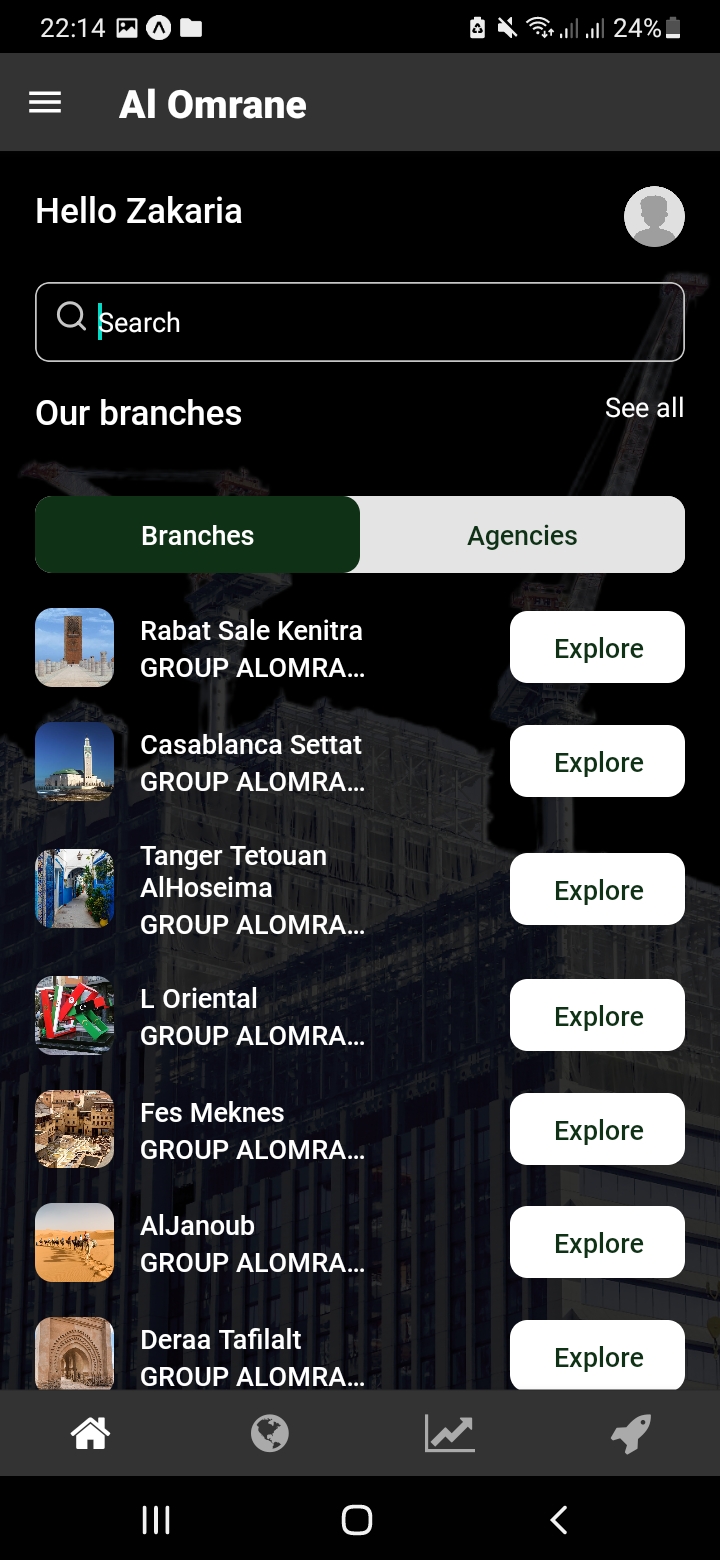 22:14 24%
Al Omrane
Hello Zakaria
Search
Our branches
See all
Branches
Agencies
Rabat Sale Kenitra
GROUP ALOMRA...
Explore
Casablanca Settat
GROUP ALOMRA...
Explore
Tanger Tetouan
AlHoseima
GROUP ALOMRA...
Explore
L Oriental
GROUP ALOMRA...
Explore
Fes Meknes
GROUP ALOMRA...
Explore
AlJanoub
GROUP ALOMRA...
Explore
Deraa Tafilalt
GROUP ALOMRA...
Explore